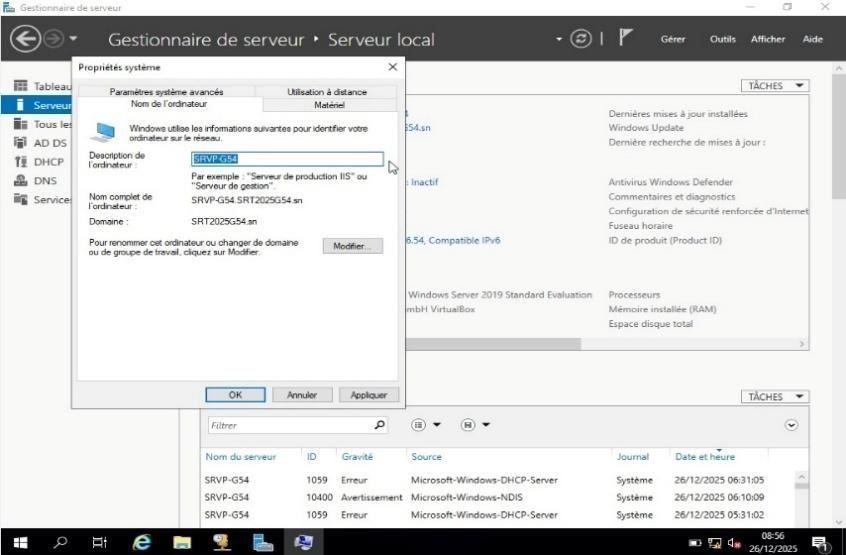 Gestionnaire de serveur
Gestionnaire de serveur ‣ Serveur local
Gérer Outils Afficher Aide
Propriétés système
Paramètres système avancés Utilisation à distance
Nom de l'ordinateur Matériel
Windows utilise les informations suivantes pour identifier votre
ordinateur sur le réseau.
Description de
l'ordinateur :
SRVP-G54
Par exemple : "Serveur de production IIS" ou
"Serveur de gestion".
Nom complet de
l'ordinateur :
SRVP-G54.SRT2025G54.sn
Domaine : SRT2025G54.sn
Pour renommer cet ordinateur ou changer de domaine
ou de groupe de travail, cliquez sur Modifier.
Modifier...
OK Annuler Appliquer
Tableau
Serveur
Tous les
AD DS
DHCP
DNS
Service
TÂCHES
4
G54.sn
Dernières mises à jour installées
Windows Update
Dernière recherche de mises à jour :
: Inactif
Antivirus Windows Defender
Commentaires et diagnostics
Configuration de sécurité renforcée d'Internet
Fuseau horaire
6.54, Compatible IPv6
ID de produit (Product ID)
Windows Server 2019 Standard Evaluation
mbH VirtualBox
Processeurs
Mémoire installée (RAM)
Espace disque total
TÂCHES
Filtrer
Nom du serveur ID Gravité Source Journal Date et heure
SRVP-G54 1059 Erreur Microsoft-Windows-DHCP-Server Système 26/12/2025 06:31:05
SRVP-G54 10400 Avertissement Microsoft-Windows-NDIS Système 26/12/2025 06:10:09
SRVP-G54 1059 Erreur Microsoft-Windows-DHCP-Server Système 26/12/2025 05:31:02
08:56
26/12/2025